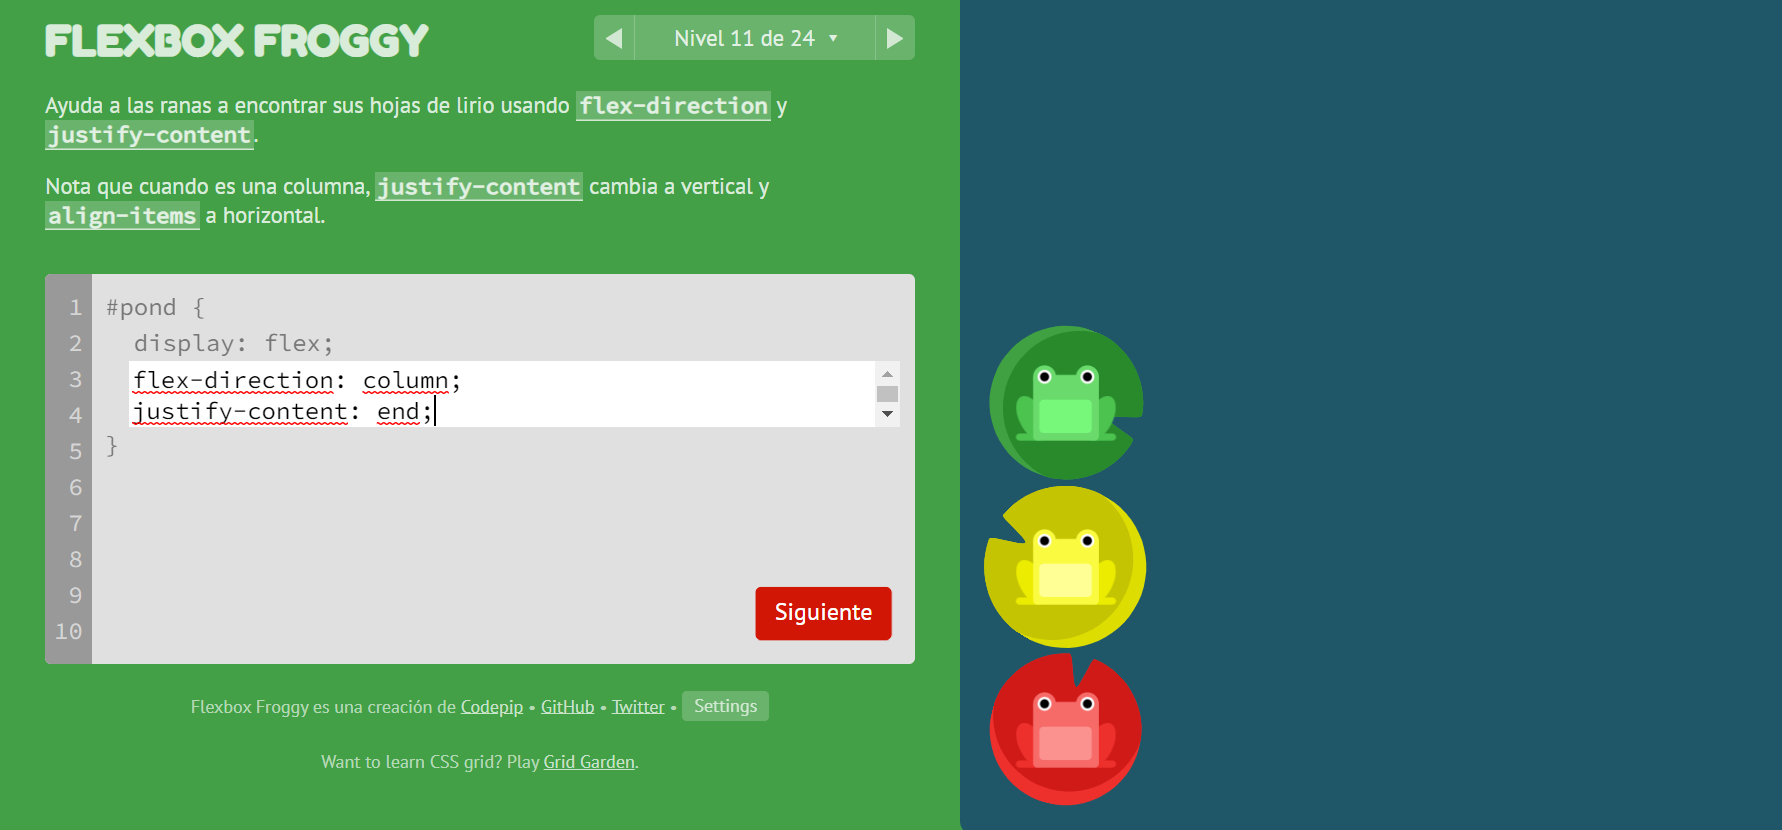 FLEXBOX FROGGY
Nivel 11 de 24
Ayuda a las ranas a encontrar sus hojas de lirio usando flex-direction y
justify-content.
Nota que cuando es una columna, justify-content cambia a vertical y
align-items a horizontal.
1 #pond {
2 display: flex;
3 flex-direction: column;
4 justify-content: end;
5 }
6
7
8
9
10
Siguiente
Flexbox Froggy es una creación de Codepip • GitHub • Twitter • Settings
Want to learn CSS grid? Play Grid Garden.